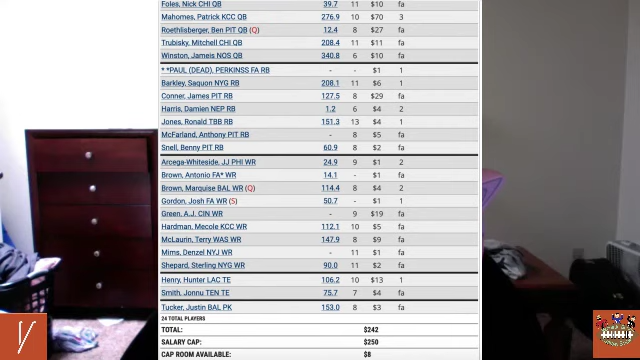 Foles, Nick CHI QB 39.7 11 $10 fa
Mahomes, Patrick KCC QB 276.9 10 $70 3
Roethlisberger, Ben PIT QB (Q) 12.4 8 $27 fa
Trubisky, Mitchell CHI QB 208.4 11 $11 fa
Winston, Jameis NOS QB 340.8 6 $10 fa
* *PAUL (DEAD), PERKINSS FA RB - - $1 1
Barkley, Saquon NYG RB 208.1 11 $6 1
Conner, James PIT RB 127.5 8 $29 fa
Harris, Damien NEP RB 1.2 6 $4 2
Jones, Ronald TBB RB 151.3 13 $4 1
McFarland, Anthony PIT RB - 8 $5 fa
Snell, Benny PIT RB 60.9 8 $2 fa
Arcega-Whiteside, JJ PHI WR 24.9 9 $1 2
Brown, Antonio FA* WR 14.1 - $1 fa
Brown, Marquise BAL WR (Q) 114.4 8 $4 2
Gordon, Josh FA WR (S) 50.7 - $1 1
Green, A.J. CIN WR - 9 $19 fa
Hardman, Mecole KCC WR 112.1 10 $5 fa
McLaurin, Terry WAS WR 147.9 8 $9 fa
Mims, Denzel NYJ WR - 11 $1 fa
Shepard, Sterling NYG WR 90.0 11 $2 fa
Henry, Hunter LAC TE 106.2 10 $13 1
Smith, Jonnu TEN TE 75.7 7 $4 fa
Tucker, Justin BAL PK 153.0 8 $3 fa
24 TOTAL PLAYERS
TOTAL: $242
SALARY CAP: $250
CAP ROOM AVAILABLE: $8
V